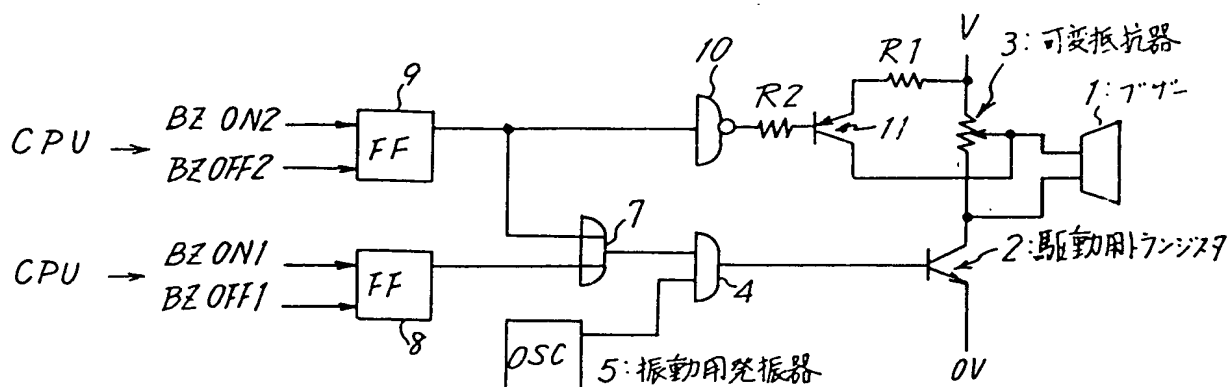 V
10
R1
3:可変抵抗器
1:ブザー
9
R2
CPU → BZ ON2
FF
11
BZ OFF2
7
CPU → BZ ON1
FF
2:駆動用トランジスタ
BZ OFF1
4
8
OSC
5:振動用発振器
0V